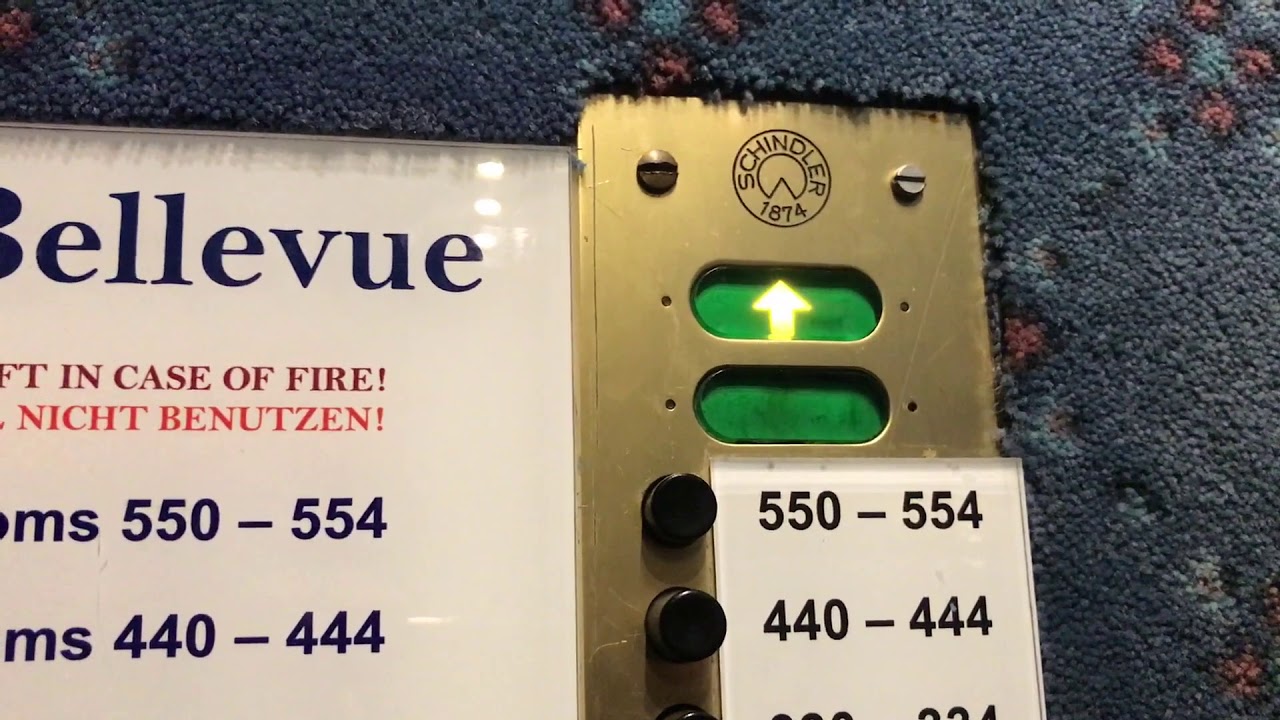 Bellevue
FT IN CASE OF FIRE!
NICHT BENUTZEN!
oms 550 – 554
ms 440 – 444
SCHINDLER
1874
550 – 554
440 – 444